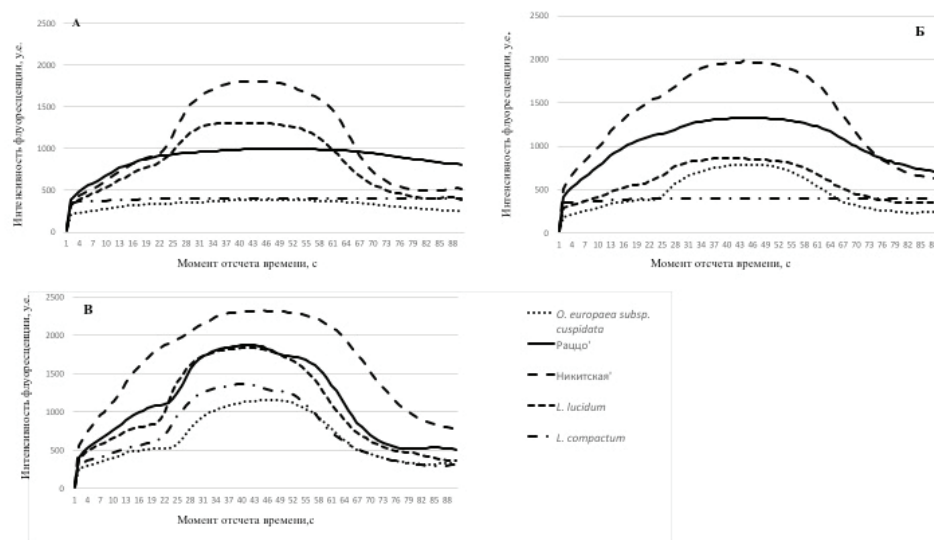 А
Интенсивность флуоресценции, у.е.
2500
2000
1500
1000
500
0
1 4 7 10 13 16 19 22 25 28 31 34 37 40 43 46 49 52 55 58 61 64 67 70 73 76 79 82 85 88
Момент отсчета времени, с
Б
Интенсивность флуоресценции, у.е.
2500
2000
1500
1000
500
0
1 4 7 10 13 16 19 22 25 28 31 34 37 40 43 46 49 52 55 58 61 64 67 70 73 76 79 82 85
Момент отсчета времени, с
В
Интенсивность флуоресценции, у.е.
2500
2000
1500
1000
500
0
1 4 7 10 13 16 19 22 25 28 31 34 37 40 43 46 49 52 55 58 61 64 67 70 73 76 79 82 85 88
Момент отсчета времени,с
O. europaea subsp.
cuspidata
Раццо'
Никитская'
L. lucidum
L. compactum